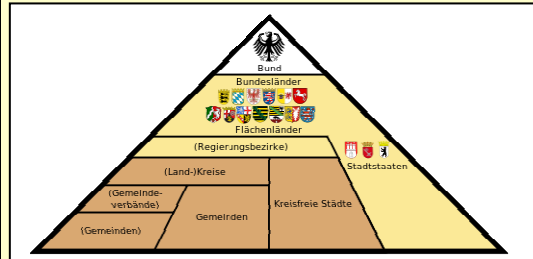 Bund
Bundesländer
Flächenländer
(Regierungsbezirke)
Stadtstaaten
(Land-)Kreise
(Gemeinde-
verbände)
Gemeinden
Kreisfreie Städte
(Gemeinden)